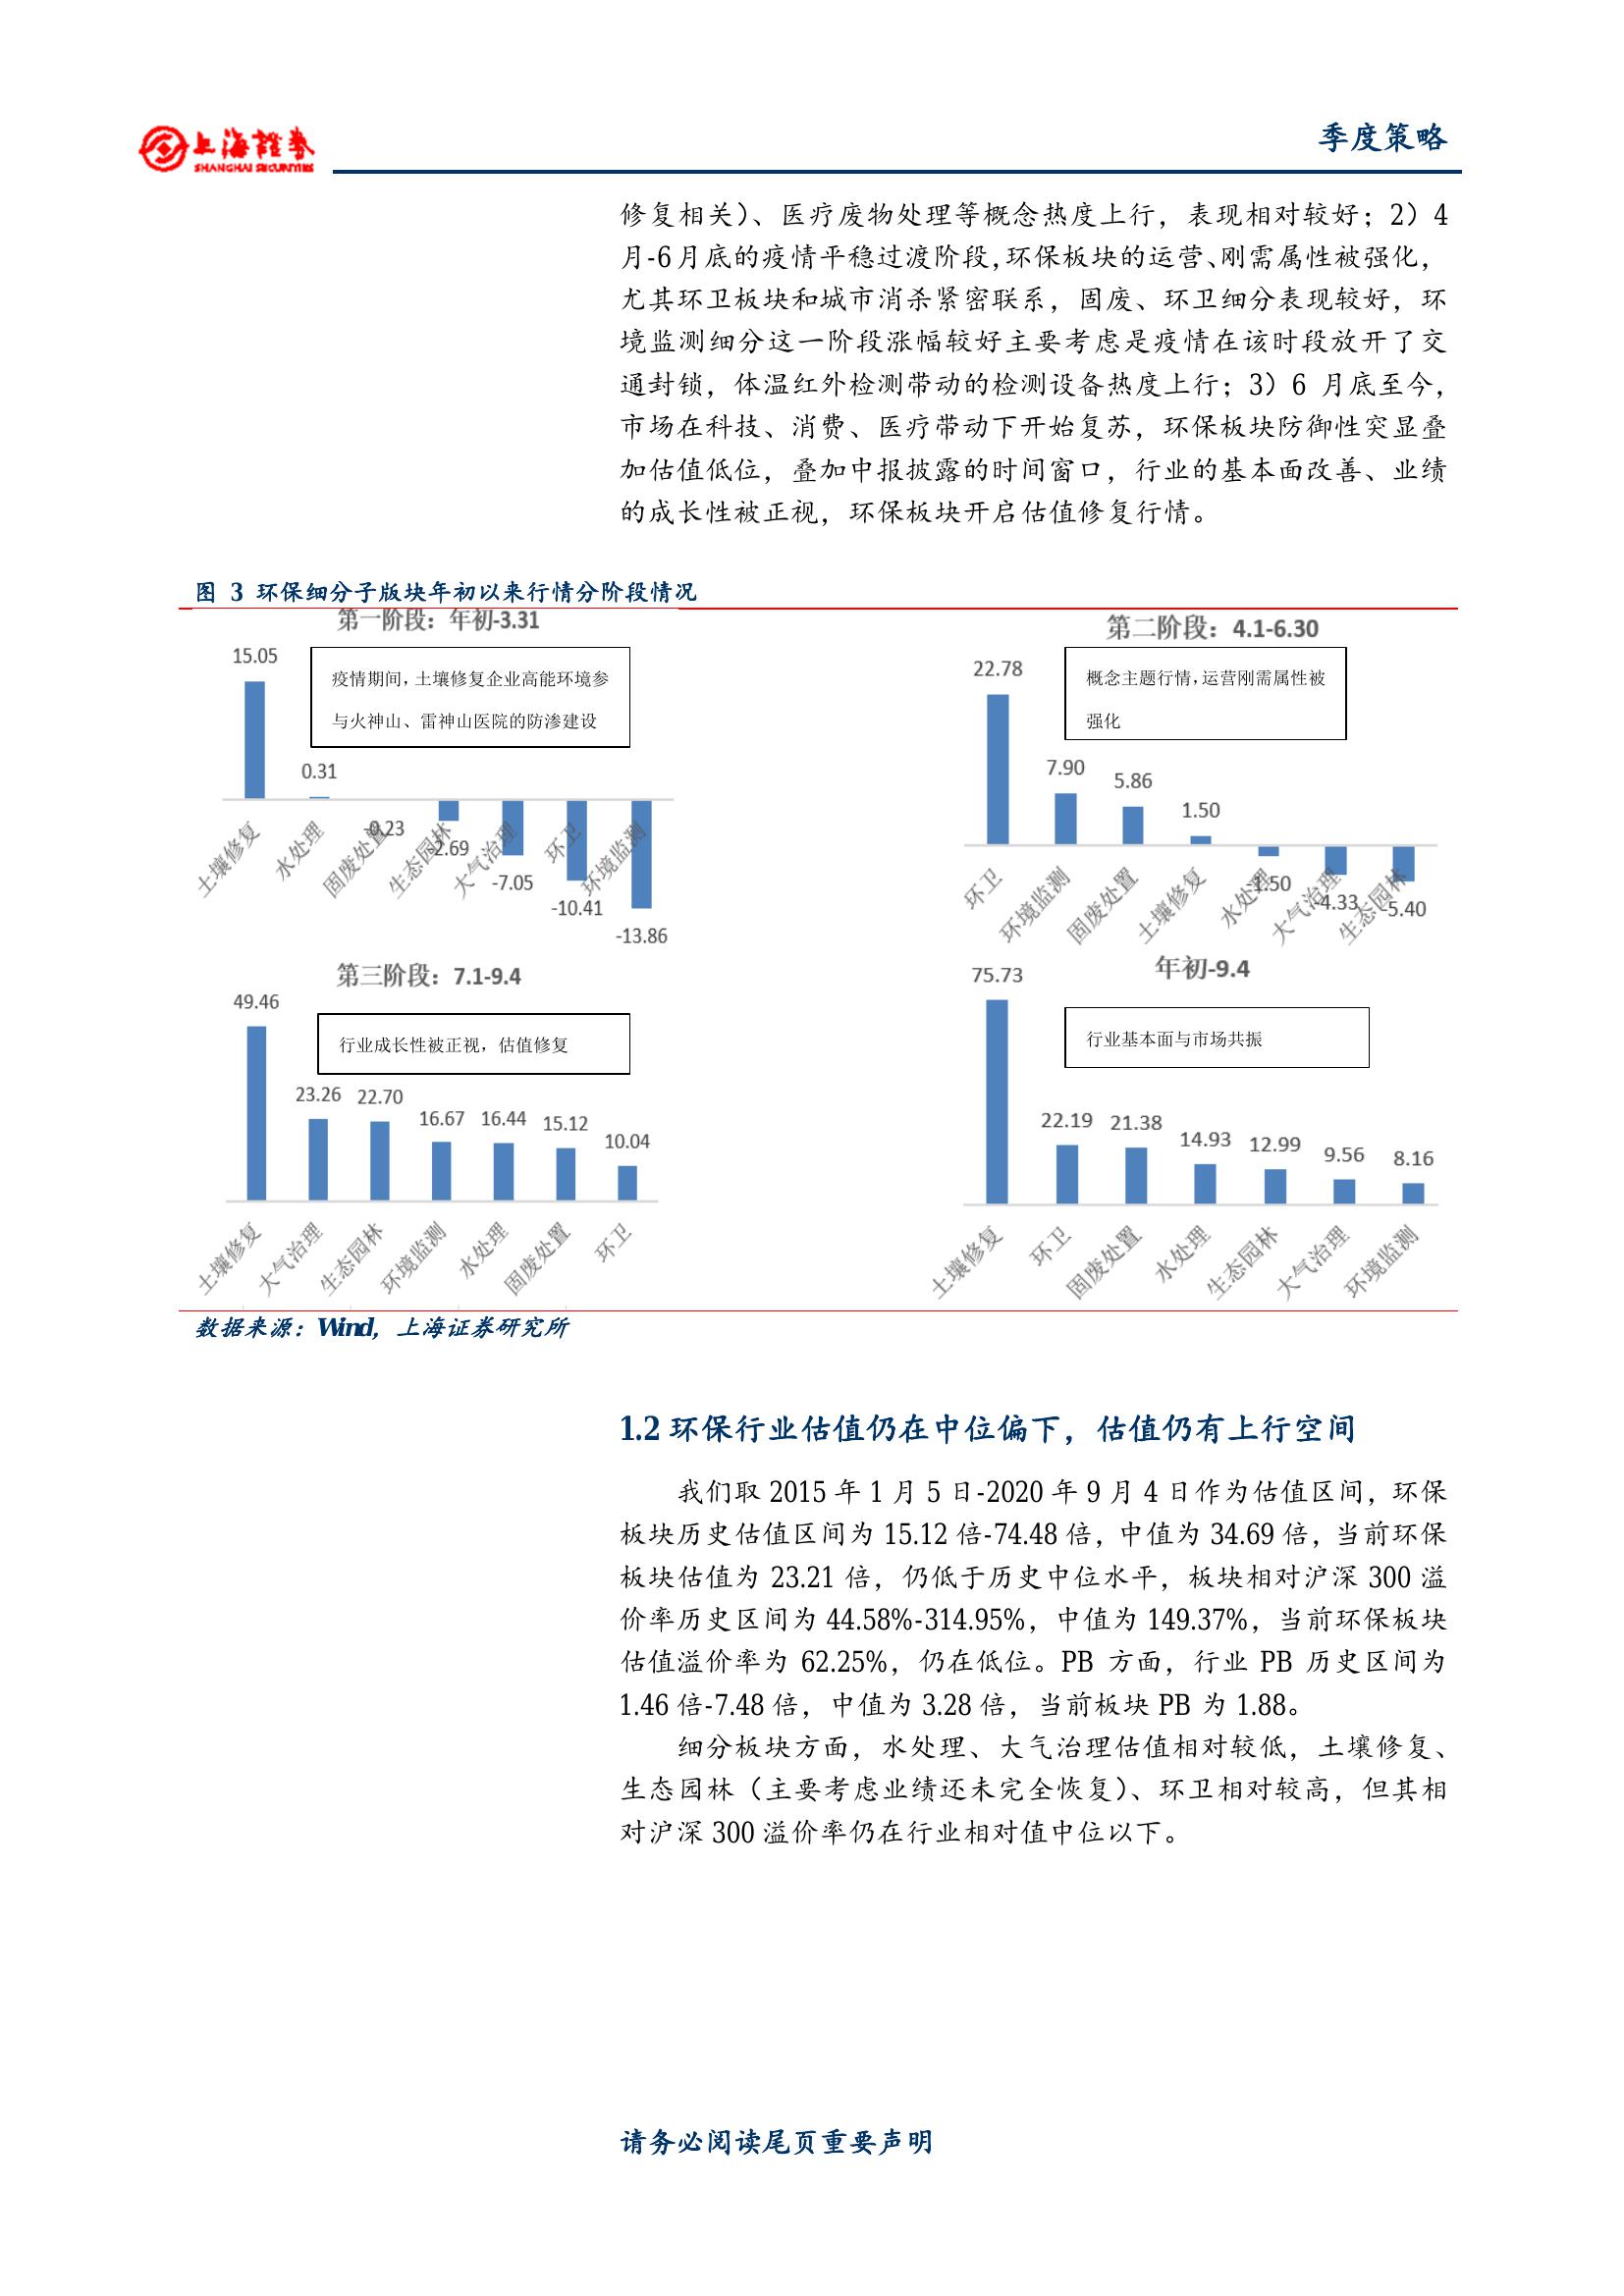 上海證券
SHANGHAI SECURITIES
季度策略
修复相关）、医疗废物处理等概念热度上行，表现相对较好；2）4
月-6月底的疫情平稳过渡阶段，环保板块的运营、刚需属性被强化，
尤其环卫板块和城市消杀紧密联系，固废、环卫细分表现较好，环
境监测细分这一阶段涨幅较好主要考虑是疫情在该时段放开了交
通封锁，体温红外检测带动的检测设备热度上行；3）6 月底至今，
市场在科技、消费、医疗带动下开始复苏，环保板块防御性突显叠
加估值低位，叠加中报披露的时间窗口，行业的基本面改善、业绩
的成长性被正视，环保板块开启估值修复行情。
图 3 环保细分子版块年初以来行情分阶段情况
第一阶段：年初-3.31
15.05
疫情期间，土壤修复企业高能环境参
与火神山、雷神山医院的防渗建设
0.31
-0.23
-2.69
-7.05
-10.41
-13.86
土壤修复
水处理
固废处置
生态园林
大气治理
环卫
环境监测
第二阶段：4.1-6.30
22.78
概念主题行情，运营刚需属性被
强化
7.90
5.86
1.50
-1.50
-4.33
-5.40
环卫
环境监测
固废处置
土壤修复
水处理
大气治理
生态园林
第三阶段：7.1-9.4
49.46
行业成长性被正视，估值修复
23.26
22.70
16.67
16.44
15.12
10.04
土壤修复
大气治理
生态园林
环境监测
水处理
固废处置
环卫
年初-9.4
75.73
行业基本面与市场共振
22.19
21.38
14.93
12.99
9.56
8.16
土壤修复
环卫
固废处置
水处理
生态园林
大气治理
环境监测
数据来源：Wind，上海证券研究所
1.2 环保行业估值仍在中位偏下，估值仍有上行空间
我们取 2015 年 1 月 5 日-2020 年 9 月 4 日作为估值区间，环保
板块历史估值区间为 15.12 倍-74.48 倍，中值为 34.69 倍，当前环保
板块估值为 23.21 倍，仍低于历史中位水平，板块相对沪深 300 溢
价率历史区间为 44.58%-314.95%，中值为 149.37%，当前环保板块
估值溢价率为 62.25%，仍在低位。PB 方面，行业 PB 历史区间为
1.46 倍-7.48 倍，中值为 3.28 倍，当前板块 PB 为 1.88。
细分板块方面，水处理、大气治理估值相对较低，土壤修复、
生态园林（主要考虑业绩还未完全恢复）、环卫相对较高，但其相
对沪深 300 溢价率仍在行业相对值中位以下。
请务必阅读尾页重要声明